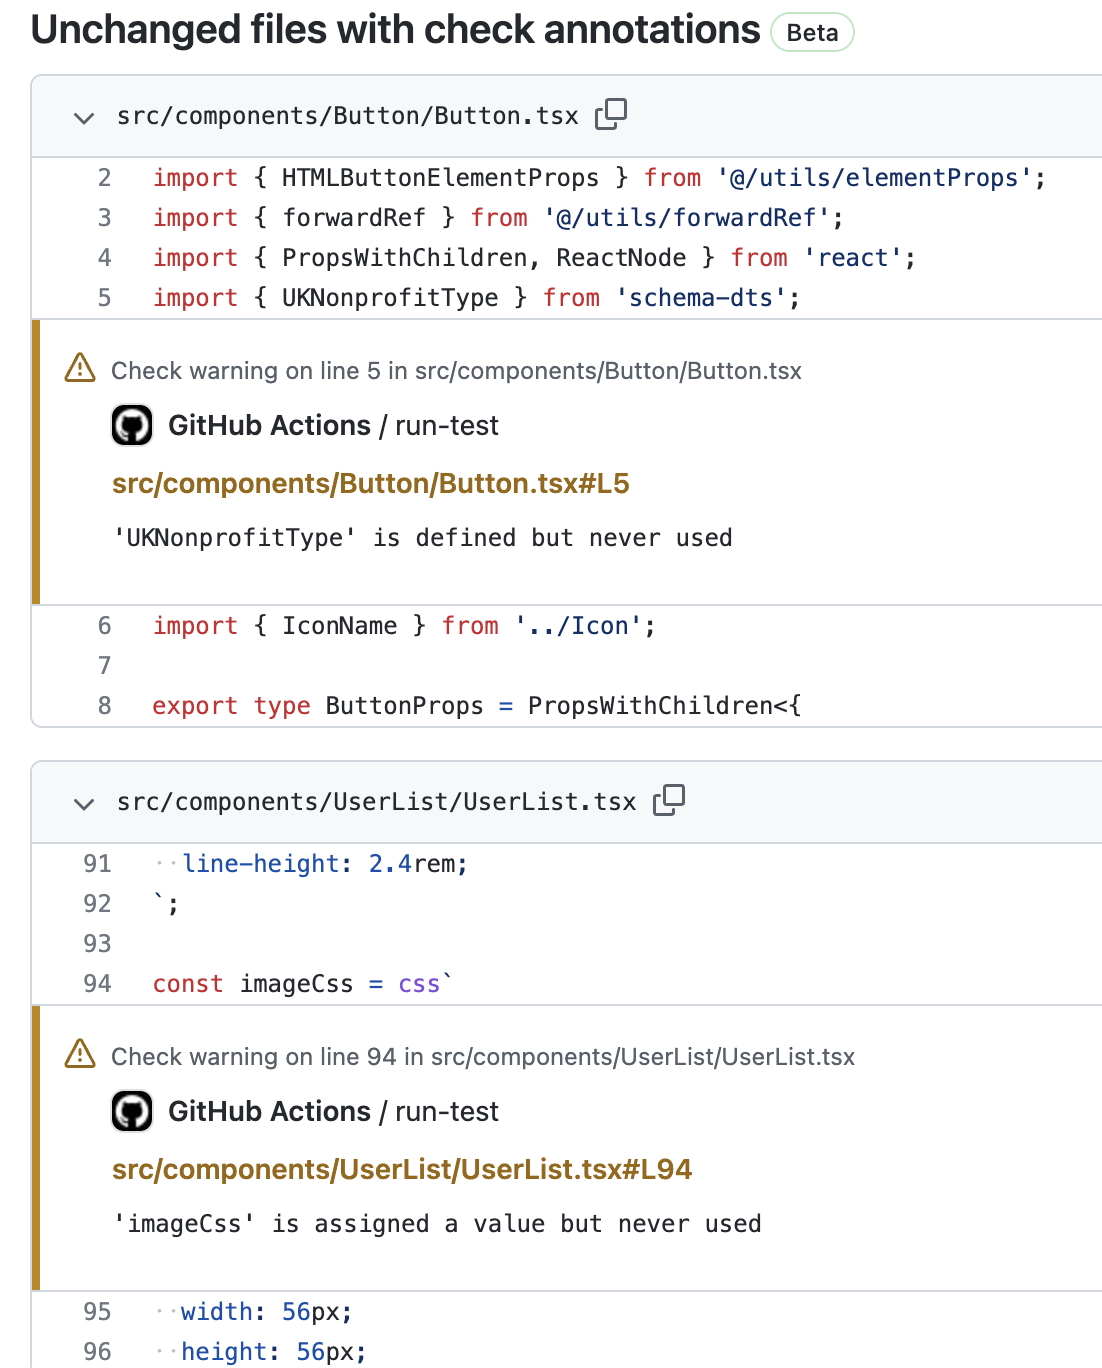 Unchanged files with check annotations Beta
src/components/Button/Button.tsx
2 import { HTMLButtonElementProps } from '@/utils/elementProps';
3 import { forwardRef } from '@/utils/forwardRef';
4 import { PropsWithChildren, ReactNode } from 'react';
5 import { UKNonprofitType } from 'schema-dts';
Check warning on line 5 in src/components/Button/Button.tsx
GitHub Actions / run-test
src/components/Button/Button.tsx#L5
'UKNonprofitType' is defined but never used
6 import { IconName } from '../Icon';
7
8 export type ButtonProps = PropsWithChildren<{
src/components/UserList/UserList.tsx
91 ··line-height: 2.4rem;
92 `;
93
94 const imageCss = css`
Check warning on line 94 in src/components/UserList/UserList.tsx
GitHub Actions / run-test
src/components/UserList/UserList.tsx#L94
'imageCss' is assigned a value but never used
95 ··width: 56px;
96 ··height: 56px;